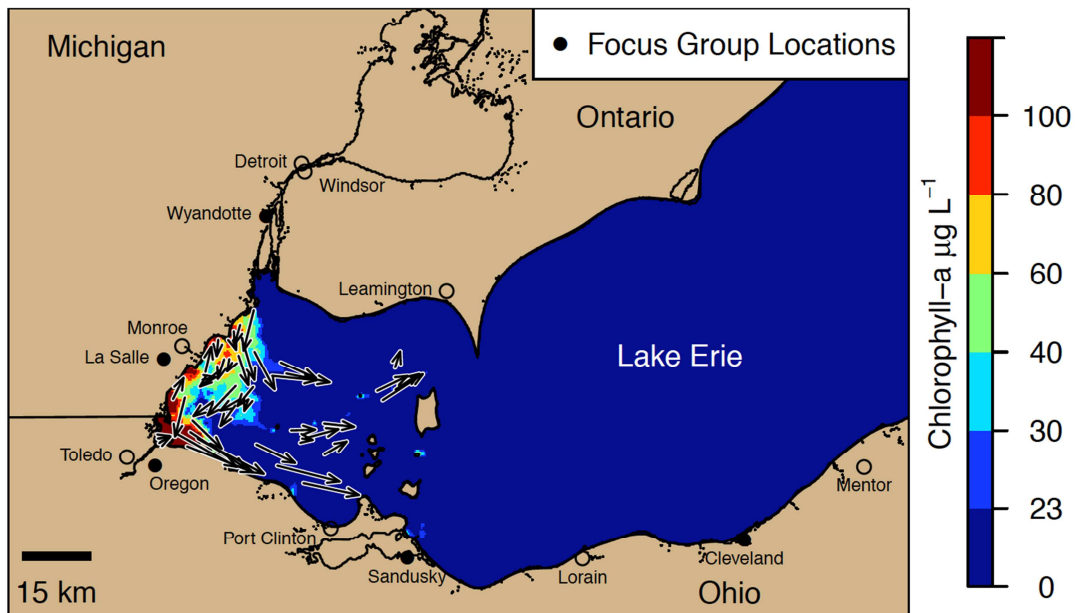 Michigan
● Focus Group Locations
Ontario
Detroit
Windsor
Wyandotte
Leamington
Monroe
La Salle
Lake Erie
Toledo
Oregon
Mentor
Port Clinton
Cleveland
Sandusky
Lorain
15 km
Ohio
Chlorophyll–a µg L⁻¹
100
80
60
40
30
23
0